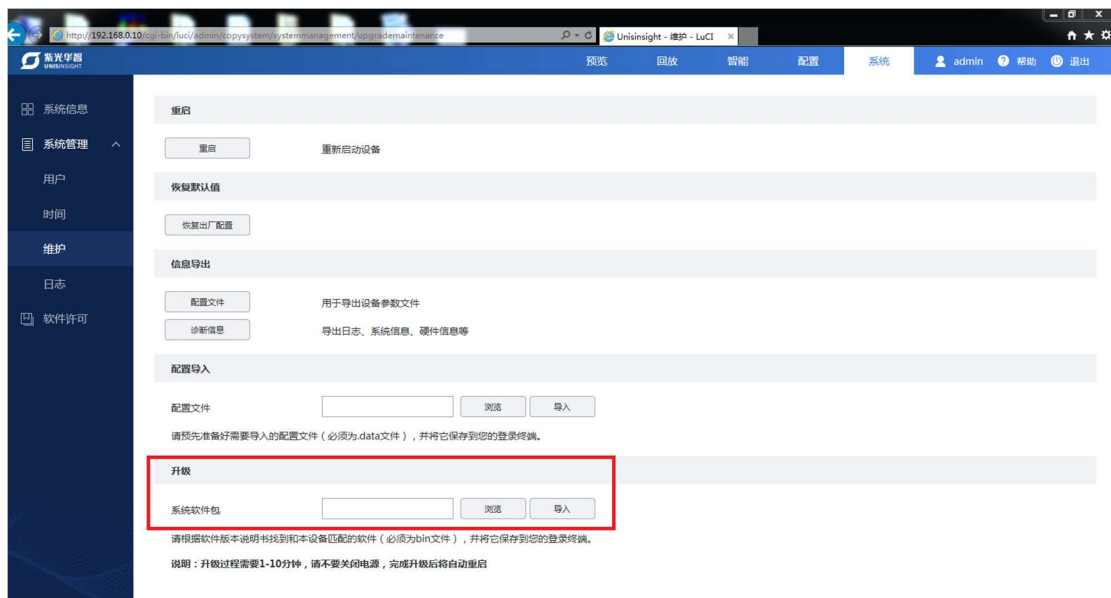 http://192.168.0.10/cgi-bin/luci/admin/copysystem/systemmanagement/upgrademaintenance
Unisinsight - 维护 - LuCI
紫光华智
UNISINSIGHT
预览 回放 智能 配置 系统 admin 帮助 退出
系统信息
系统管理
用户
时间
维护
日志
软件许可
重启
重启 重新启动设备
恢复默认值
恢复出厂配置
信息导出
配置文件 用于导出设备参数文件
诊断信息 导出日志、系统信息、硬件信息等
配置导入
配置文件 浏览 导入
请预先准备好需要导入的配置文件（必须为.data文件），并将它保存到您的登录终端。
升级
系统软件包 浏览 导入
请根据软件版本说明书找到和本设备匹配的软件（必须为bin文件），并将它保存到您的登录终端。
说明：升级过程需要1-10分钟，请不要关闭电源，完成升级后将自动重启